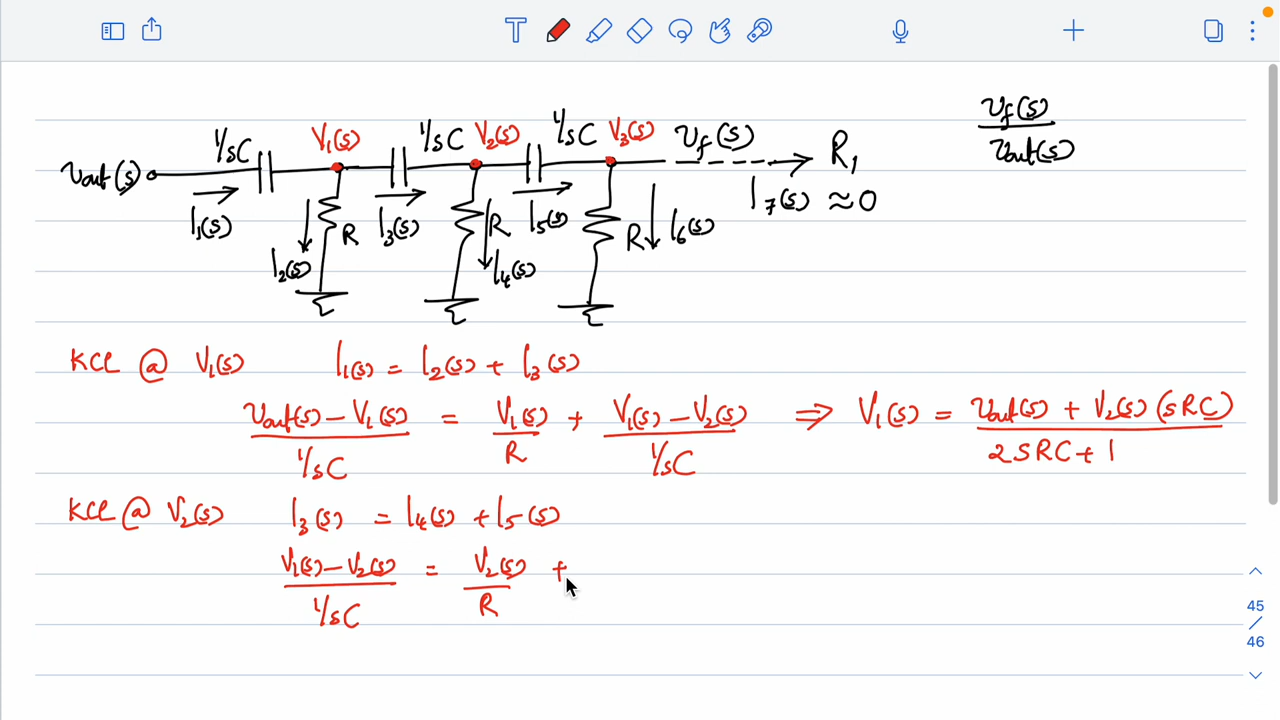 1/sC V1(s) 1/sC V2(s) 1/sC V3(s) vf(s) vf(s)/vout(s)
vout(s) R1
I1(s) R I3(s) R I5(s) R I6(s) I7(s) ≈ 0
I2(s) I4(s)
KCL @ V1(s) I1(s) = I2(s) + I3(s)
vout(s) - V1(s) / 1/sC = V1(s)/R + V1(s) - V2(s) / 1/sC ⇒ V1(s) = vout(s) + V2(s) (sRC) / 2SRC + 1
KCL @ V2(s) I3(s) = I4(s) + I5(s)
V1(s) - V2(s) / 1/sC = V2(s)/R +
45
/
46